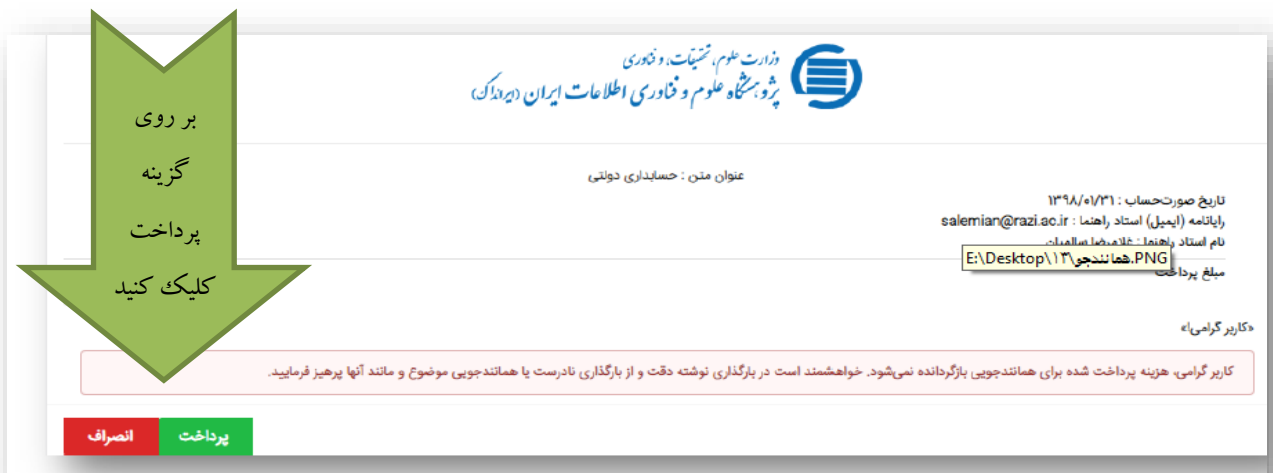 وزارت علوم، تحقیقات، و فناوری
پژوهشگاه علوم و فناوری اطلاعات ایران (ایرانداک)
بر روی
گزینه
پرداخت
کلیک کنید
عنوان متن : حسابداری دولتی
تاریخ صورت‌حساب : ۱۳۹۸/۰۱/۳۱
رایانامه (ایمیل) استاد راهنما : salemian@razi.ac.ir
نام استاد راهنما : غلامرضا سالمیان
E:\Desktop\۱۳\همانندجو.PNG
مبلغ پرداخت
«کاربر گرامی!»
کاربر گرامی، هزینه پرداخت شده برای همانندجویی بازگردانده نمی‌شود. خواهشمند است در بارگذاری نوشته دقت و از بارگذاری نادرست یا همانندجویی موضوع و مانند آنها پرهیز فرمایید.
پرداخت
انصراف